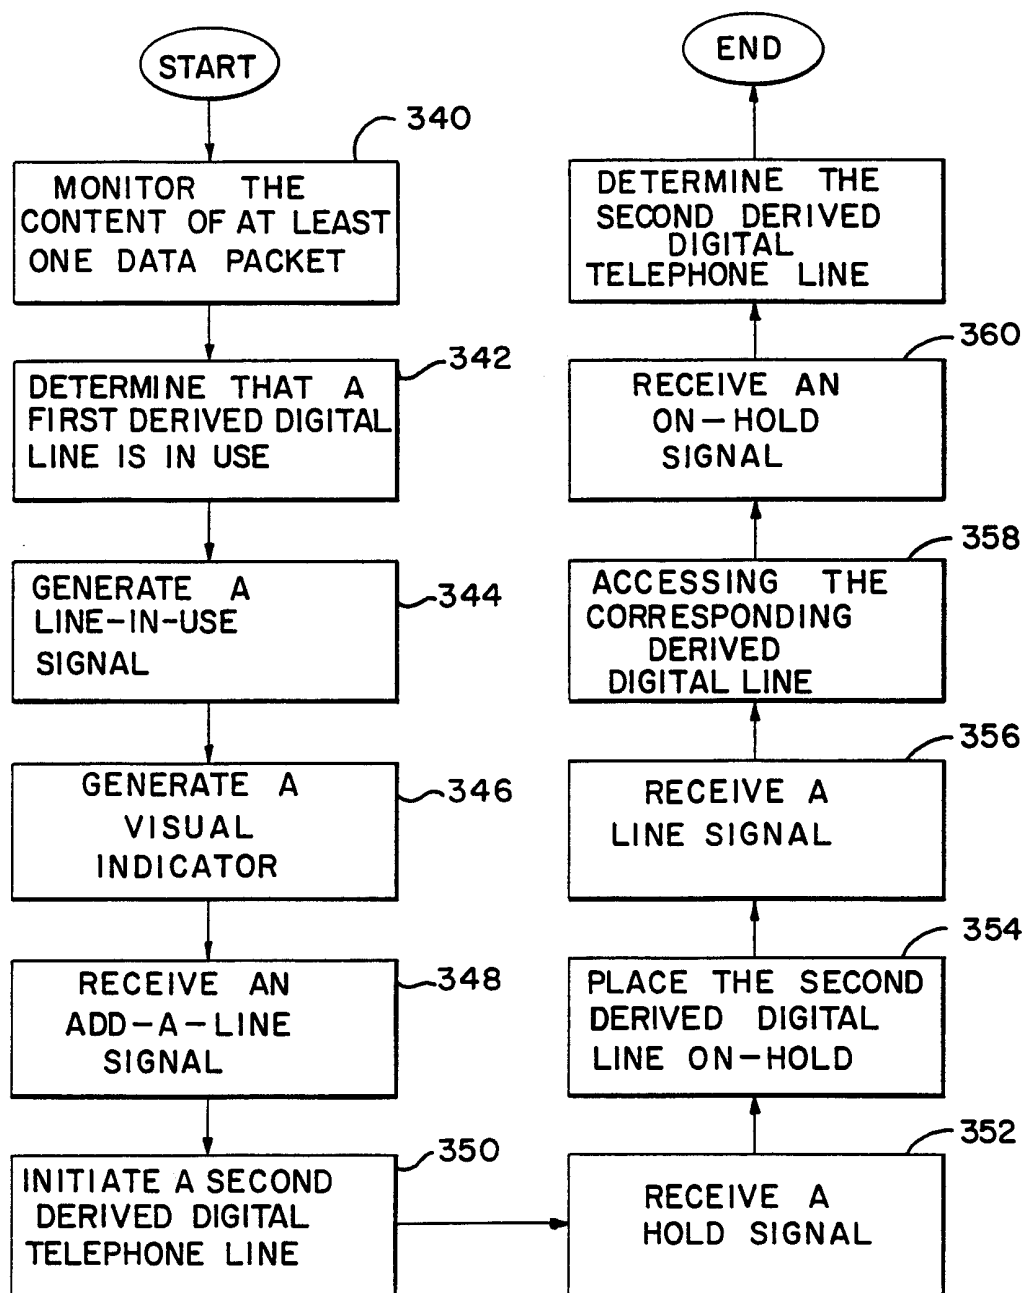 START
340
MONITOR THE
CONTENT OF AT LEAST
ONE DATA PACKET
342
DETERMINE THAT A
FIRST DERIVED DIGITAL
LINE IS IN USE
344
GENERATE A
LINE-IN-USE
SIGNAL
346
GENERATE A
VISUAL
INDICATOR
348
RECEIVE AN
ADD-A-LINE
SIGNAL
350
INITIATE A SECOND
DERIVED DIGITAL
TELEPHONE LINE
352
RECEIVE A
HOLD SIGNAL
354
PLACE THE SECOND
DERIVED DIGITAL
LINE ON-HOLD
356
RECEIVE A
LINE SIGNAL
358
ACCESSING THE
CORRESPONDING
DERIVED
DIGITAL LINE
360
RECEIVE AN
ON-HOLD
SIGNAL
DETERMINE THE
SECOND DERIVED
DIGITAL
TELEPHONE LINE
END